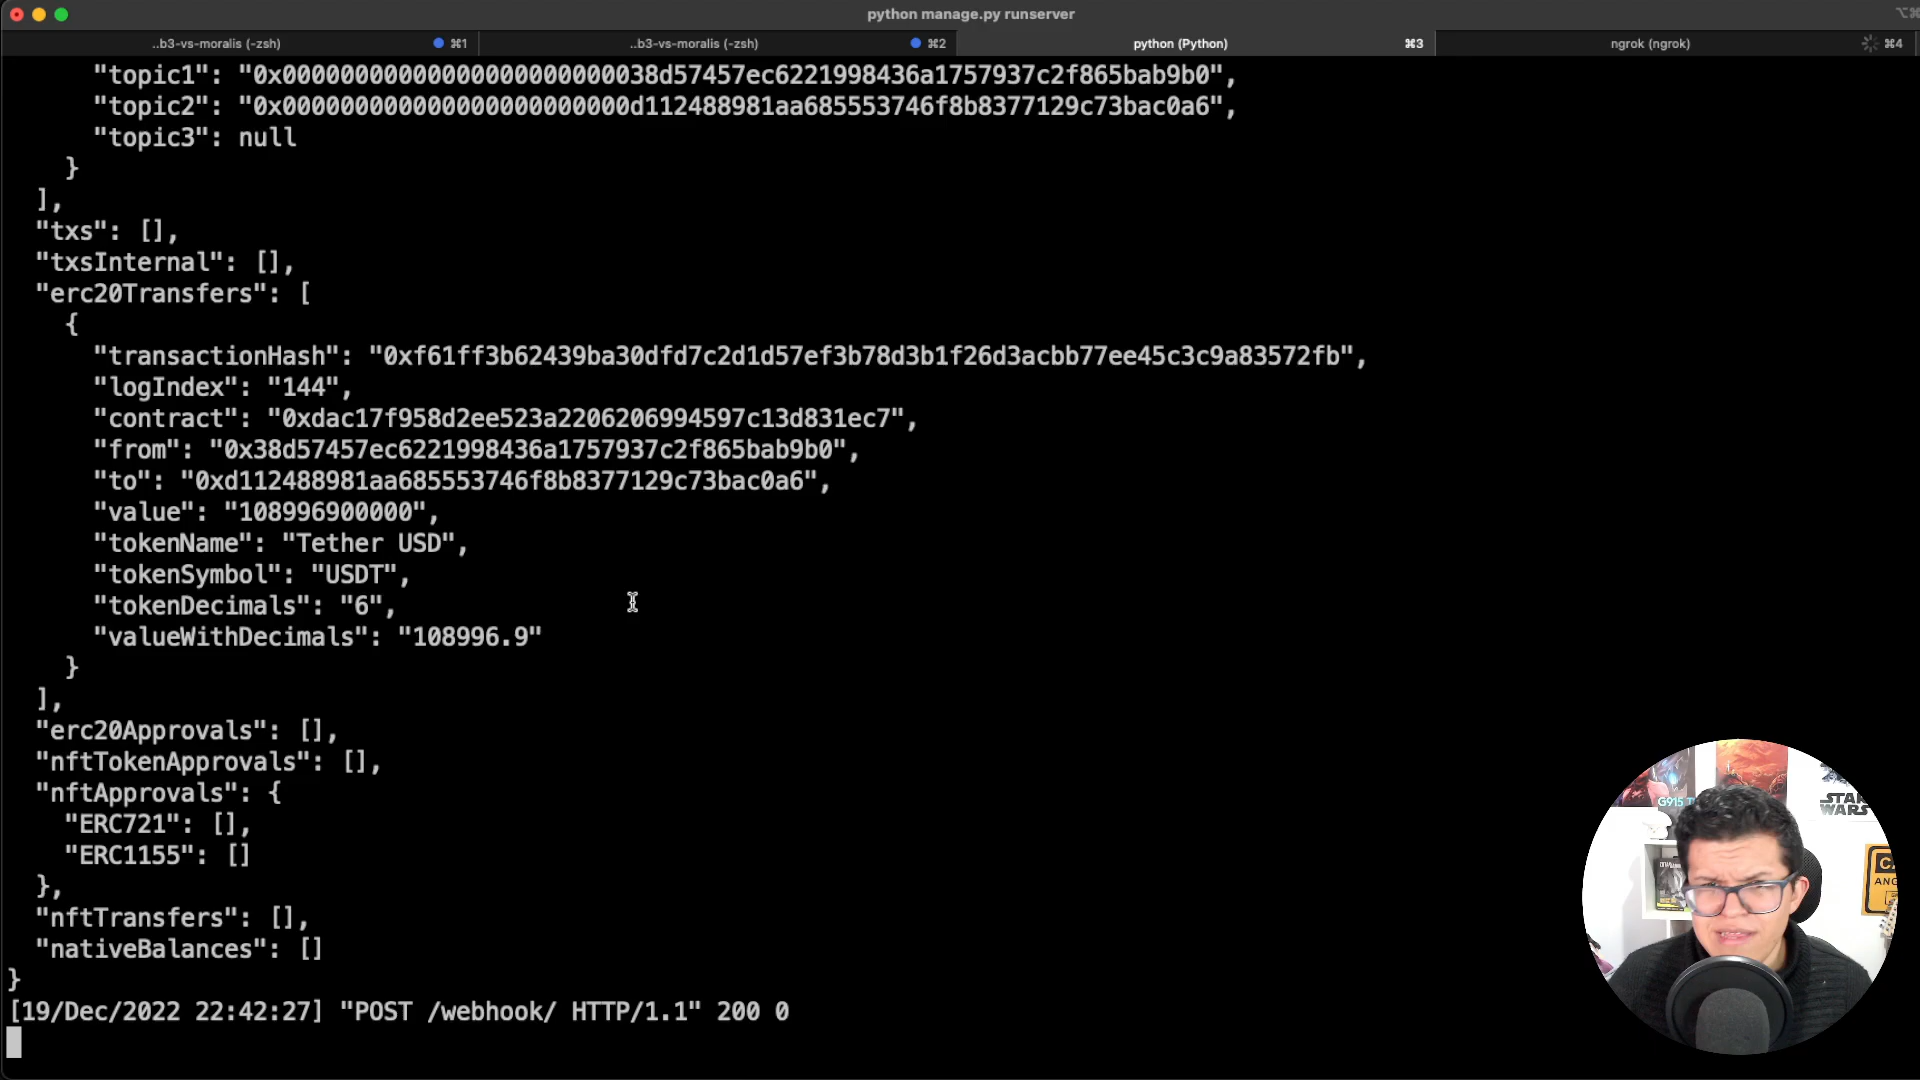 python manage.py runserver
..b3-vs-moralis (-zsh) ⌘1 ..b3-vs-moralis (-zsh) ⌘2 python (Python) ⌘3 ngrok (ngrok) ⌘4
"topic1": "0x00000000000000000000000038d57457ec6221998436a1757937c2f865bab9b0",
"topic2": "0x000000000000000000000000d112488981aa685553746f8b8377129c73bac0a6",
"topic3": null
}
],
"txs": [],
"txsInternal": [],
"erc20Transfers": [
{
"transactionHash": "0xf61ff3b62439ba30dfd7c2d1d57ef3b78d3b1f26d3acbb77ee45c3c9a83572fb",
"logIndex": "144",
"contract": "0xdac17f958d2ee523a2206206994597c13d831ec7",
"from": "0x38d57457ec6221998436a1757937c2f865bab9b0",
"to": "0xd112488981aa685553746f8b8377129c73bac0a6",
"value": "108996900000",
"tokenName": "Tether USD",
"tokenSymbol": "USDT",
"tokenDecimals": "6",
"valueWithDecimals": "108996.9"
}
],
"erc20Approvals": [],
"nftTokenApprovals": [],
"nftApprovals": {
"ERC721": [],
"ERC1155": []
},
"nftTransfers": [],
"nativeBalances": []
}
[19/Dec/2022 22:42:27] "POST /webhook/ HTTP/1.1" 200 0
G915
STAR
WARS